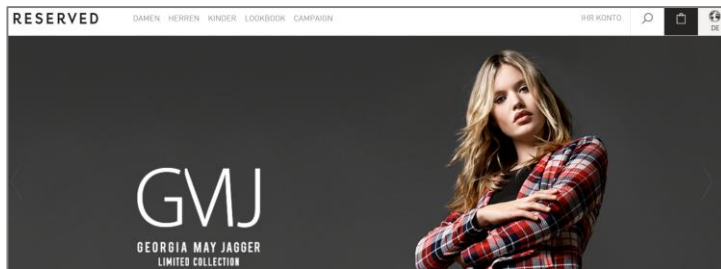 RESERVED DAMEN HERREN KINDER LOOKBOOK CAMPAIGN IHR KONTO
DE
GMJ
GEORGIA MAY JAGGER
LIMITED COLLECTION